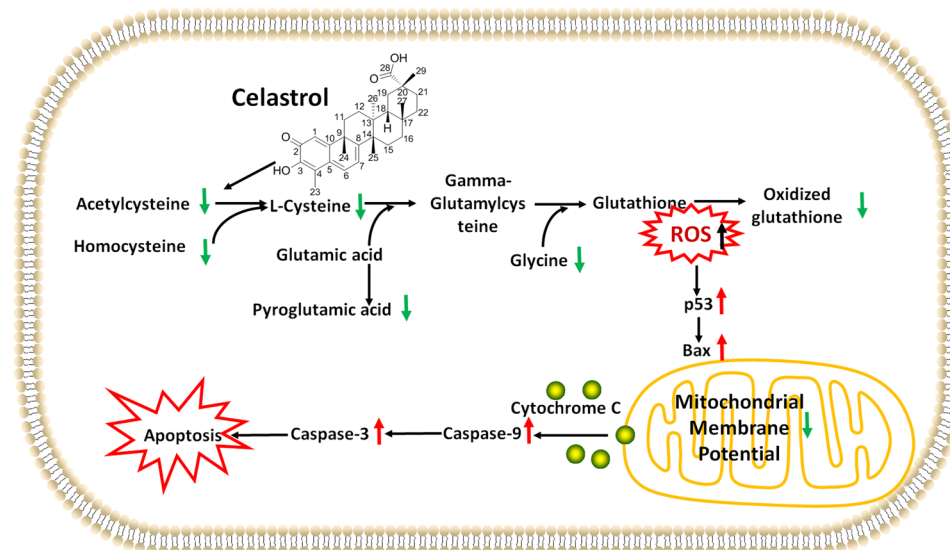 Celastrol
OH
28
O
29
20
19
21
26
27
22
12
18
11
13
17
H
16
1
9
14
O
10
8
15
2
24
25
HO
3
5
7
4
6
23
Acetylcysteine
L-Cysteine
Gamma-
Glutamylcys
teine
Glutathione
Oxidized
glutathione
Homocysteine
Glutamic acid
Glycine
ROS
Pyroglutamic acid
p53
Bax
Mitochondrial
Membrane
Potential
Cytochrome C
Caspase-9
Caspase-3
Apoptosis